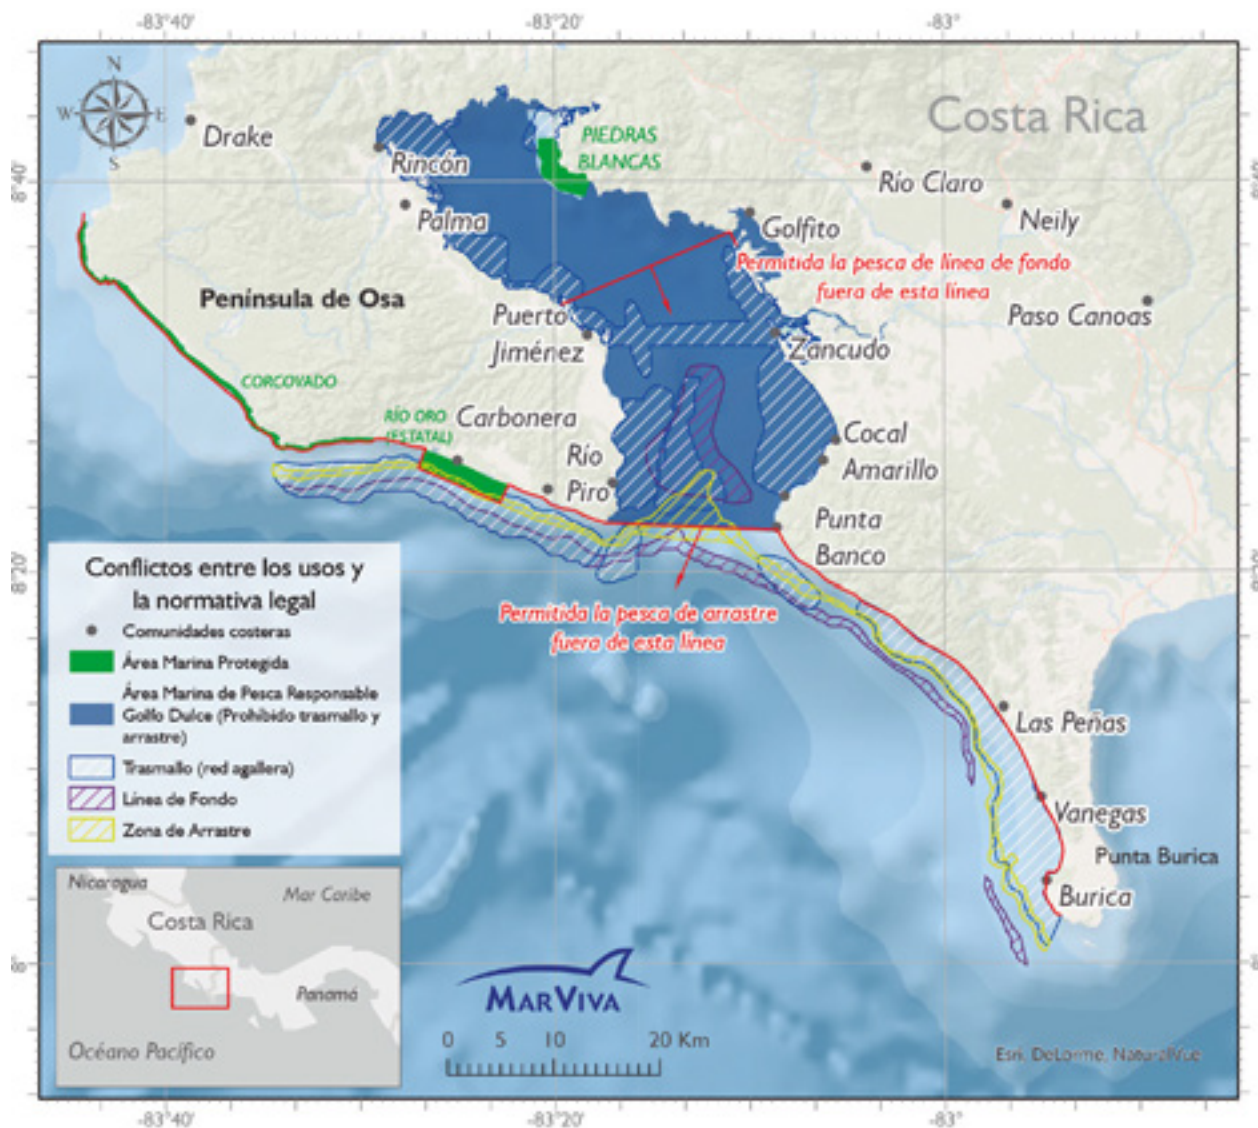 -83°40'
-83°20'
-83°
N
W
E
S
Costa Rica
Drake
Rincón
PIEDRAS
BLANCAS
8°40'
Río Claro
Palma
Golfito
Neily
Permitida la pesca de línea de fondo
fuera de esta línea
Península de Osa
Puerto
Jiménez
Paso Canoas
Zancudo
CORCOVADO
RÍO ORO
(ESTATAL)
Carbonera
Río
Piro
Cocal
Amarillo
Punta
Banco
8°20'
Permitida la pesca de arrastre
fuera de esta línea
Conflictos entre los usos y
la normativa legal
Comunidades costeras
Área Marina Protegida
Área Marina de Pesca Responsable
Golfo Dulce (Prohibido trasmallo y
arrastre)
Trasmallo (red agallera)
Línea de Fondo
Zona de Arrastre
Las Peñas
Vanegas
Punta Burica
Burica
Nicaragua
Mar Caribe
Costa Rica
Panamá
Océano Pacífico
MARVIVA
0 5 10 20 Km
Esri, DeLorme, NaturalVue
-83°40'
-83°20'
-83°